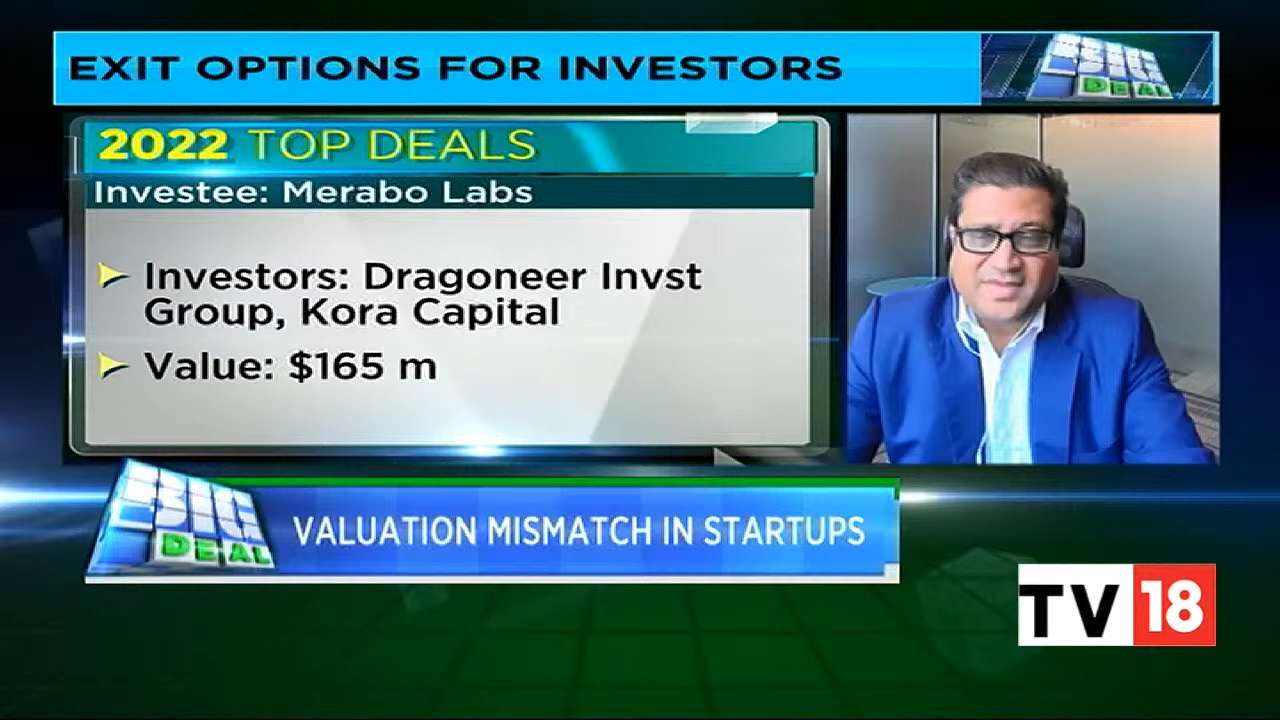 EXIT OPTIONS FOR INVESTORS
BIG
DEAL
2022 TOP DEALS
Investee: Merabo Labs
Investors: Dragoneer Invst
Group, Kora Capital
Value: $165 m
BIG
DEAL
VALUATION MISMATCH IN STARTUPS
TV18